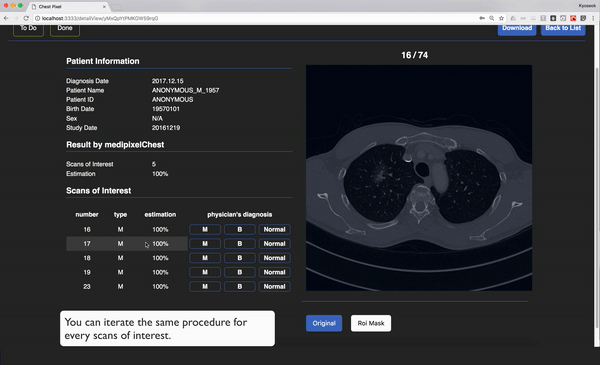 Chest Pixel
Kyoseok
localhost:3333/detailView/yMxQpYtPMKGWS9rqG
To Do Done
Download Back to List
Patient Information
16 / 74
Diagnosis Date 2017.12.15
Patient Name ANONYMOUS_M_1957
Patient ID ANONYMOUS
Birth Date 19570101
Sex N/A
Study Date 20161219
Result by medipixelChest
Scans of Interest 5
Estimation 100%
Scans of Interest
number type estimation physician's diagnosis
16 M 100% M B Normal
17 M 100% M B Normal
18 M 100% M B Normal
19 M 100% M B Normal
23 M 100% M B Normal
Original Roi Mask
You can iterate the same procedure for
every scans of interest.